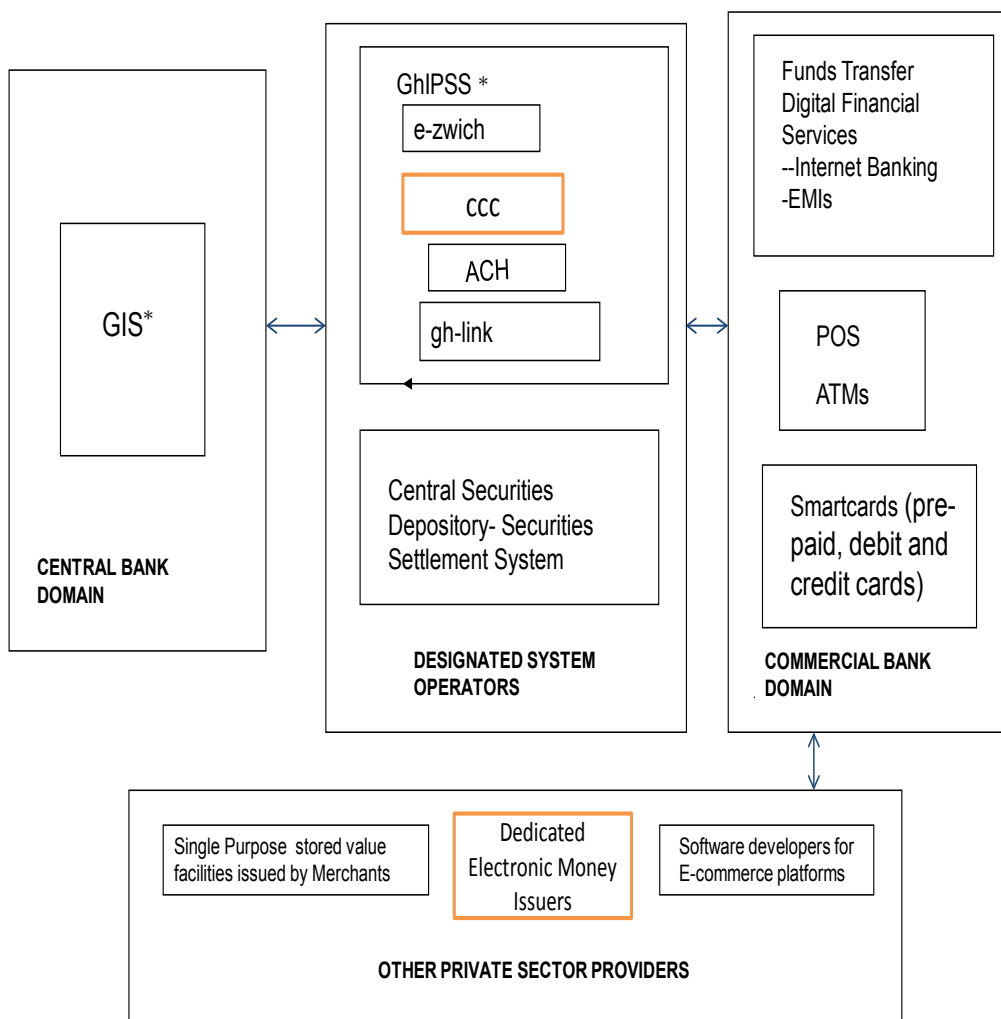 GIS*
CENTRAL BANK
DOMAIN
GhIPSS *
e-zwich
ccc
ACH
gh-link
Central Securities
Depository- Securities
Settlement System
DESIGNATED SYSTEM
OPERATORS
Funds Transfer
Digital Financial
Services
--Internet Banking
-EMIs
POS
ATMs
Smartcards (pre-
paid, debit and
credit cards)
COMMERCIAL BANK
DOMAIN
Single Purpose stored value
facilities issued by Merchants
Dedicated
Electronic Money
Issuers
Software developers for
E-commerce platforms
OTHER PRIVATE SECTOR PROVIDERS